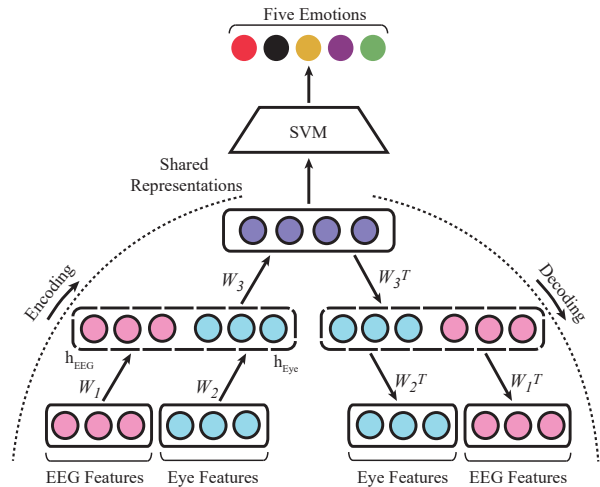 Five Emotions
SVM
Shared
Representations
Encoding
Decoding
W3
W3T
hEEG
hEye
W1
W2
W2T
W1T
EEG Features
Eye Features
Eye Features
EEG Features